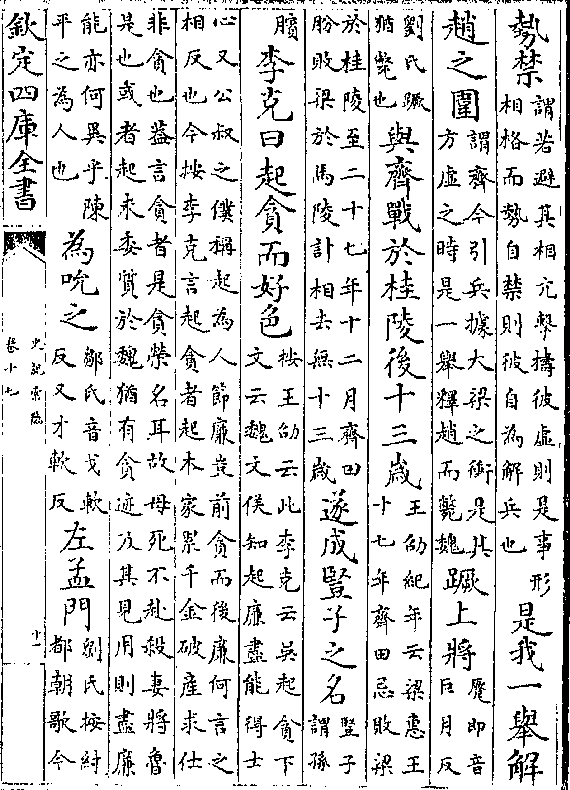 勢禁謂若避其相亢擊擣彼虛則是事形相格而勢自禁則彼自為解兵也是我一舉解
趙之圍謂齊今引兵據大梁之衝是其方虛之時是一舉釋趙而斃魏蹶上將蹷即音巨月反
劉氏蹶猶斃也與齊戰於桂陵後十三歳王劭紀年云梁惠王十七年齊田忌敗梁
於桂陵至二十七年十二月齊田肦敗梁於馬陵計相去無十三歳遂成豎子之名豎子謂孫
臏李克曰起貪而好色按王劭云此李克云吳起貪下文云魏文侯知起廉盡能得士
心又公叔之僕稱起為人節廉豈前貪而後廉何言之相反也今按李克言起貪者起本家累千金破産求仕
非貪也葢言貪者是貪榮名耳故母死不赴殺妻將魯是也或者起未委質於魏猶有貪迹及其見用則盡廉
能亦何異乎陳平之為人也為吮之鄒氏音弋軟反又才軟反左孟門劉氏按紂都朝歌今
欽定四庫全書
史記索隱
卷十七
十一